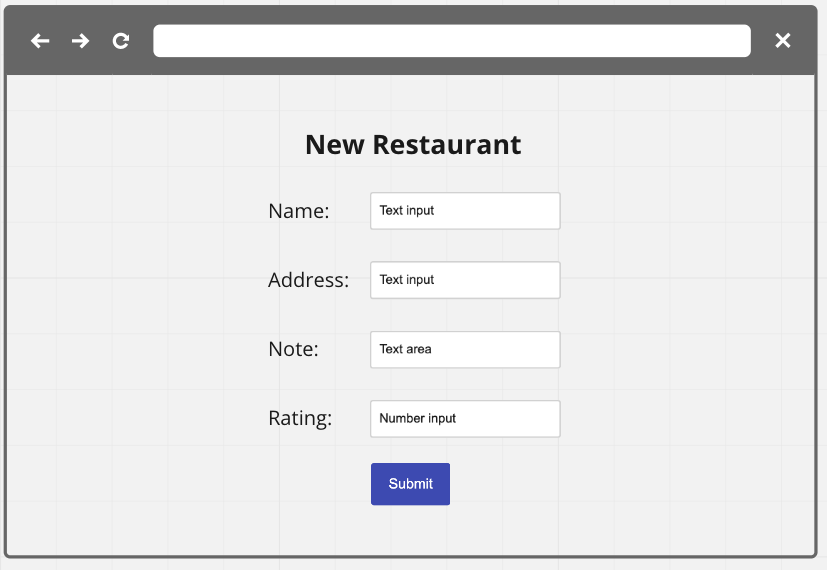 New Restaurant
Name: Text input
Address: Text input
Note: Text area
Rating: Number input
Submit